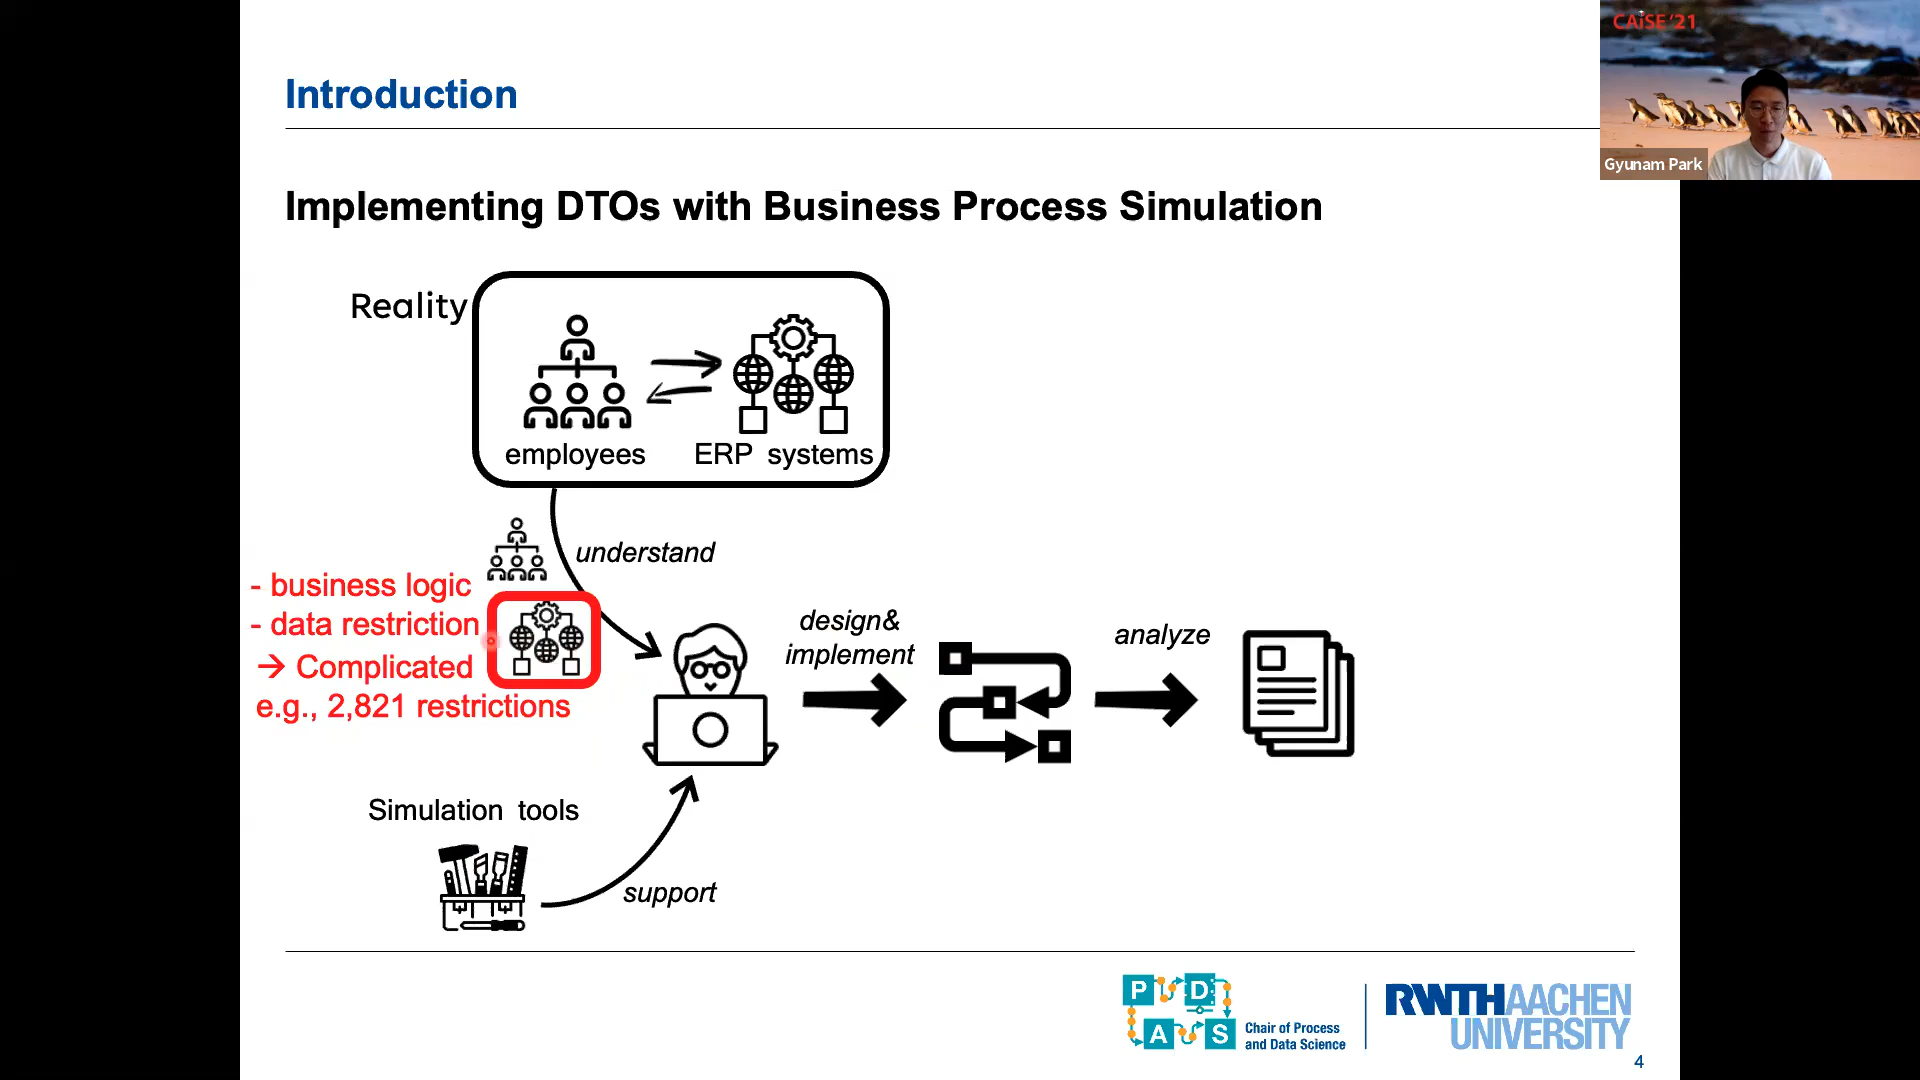 CAiSE'21
Gyunam Park
Introduction
Implementing DTOs with Business Process Simulation
Reality
employees
ERP systems
understand
- business logic
- data restriction
→ Complicated
e.g., 2,821 restrictions
design&
implement
analyze
Simulation tools
support
P D
A S
Chair of Process
and Data Science
RWTH AACHEN
UNIVERSITY
4